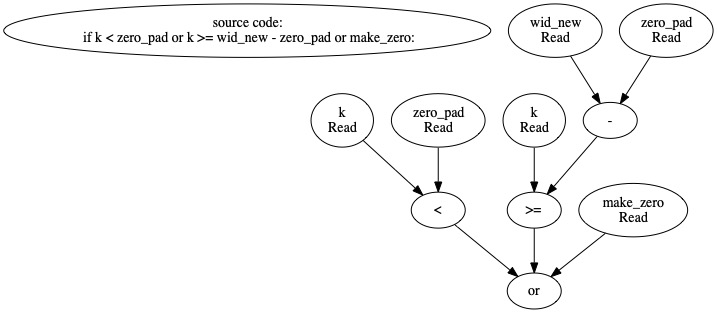 source code:
if k < zero_pad or k >= wid_new - zero_pad or make_zero:
wid_new
Read
zero_pad
Read
k
Read
zero_pad
Read
k
Read
-
<
>=
make_zero
Read
or